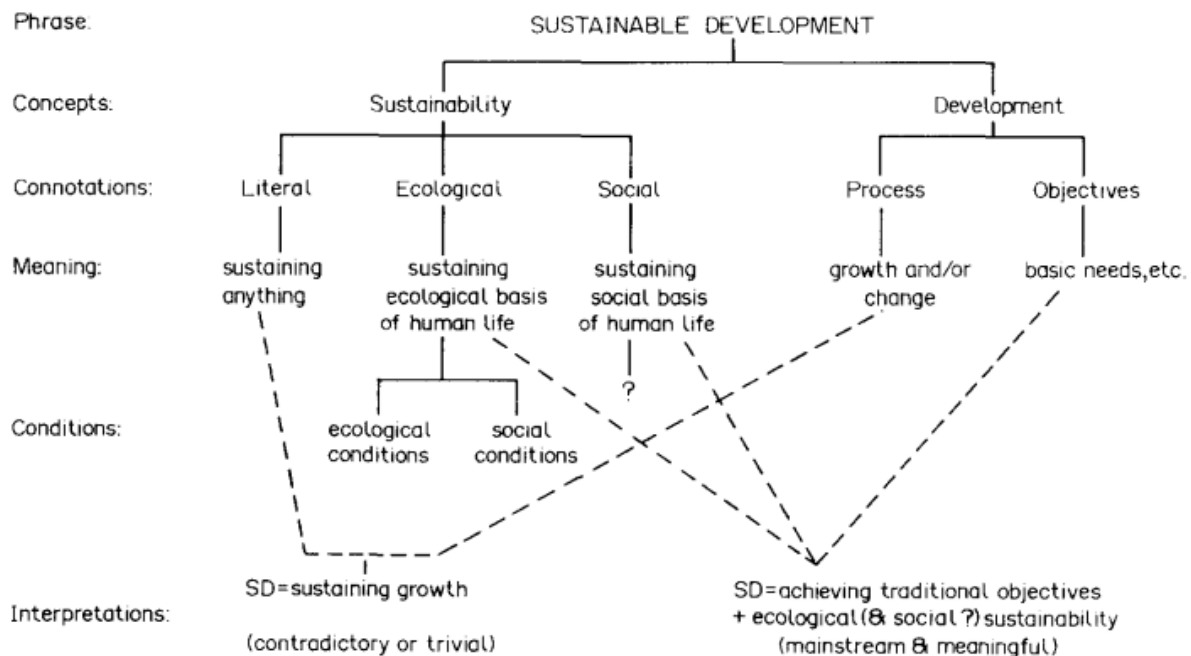 Phrase: SUSTAINABLE DEVELOPMENT
Concepts: Sustainability Development
Connotations: Literal Ecological Social Process Objectives
Meaning: sustaining sustaining sustaining growth and/or basic needs, etc.
anything ecological basis social basis change
of human life of human life
?
Conditions: ecological social
conditions conditions
SD=sustaining growth SD=achieving traditional objectives
Interpretations: + ecological(& social ?) sustainability
(contradictory or trivial) (mainstream & meaningful)